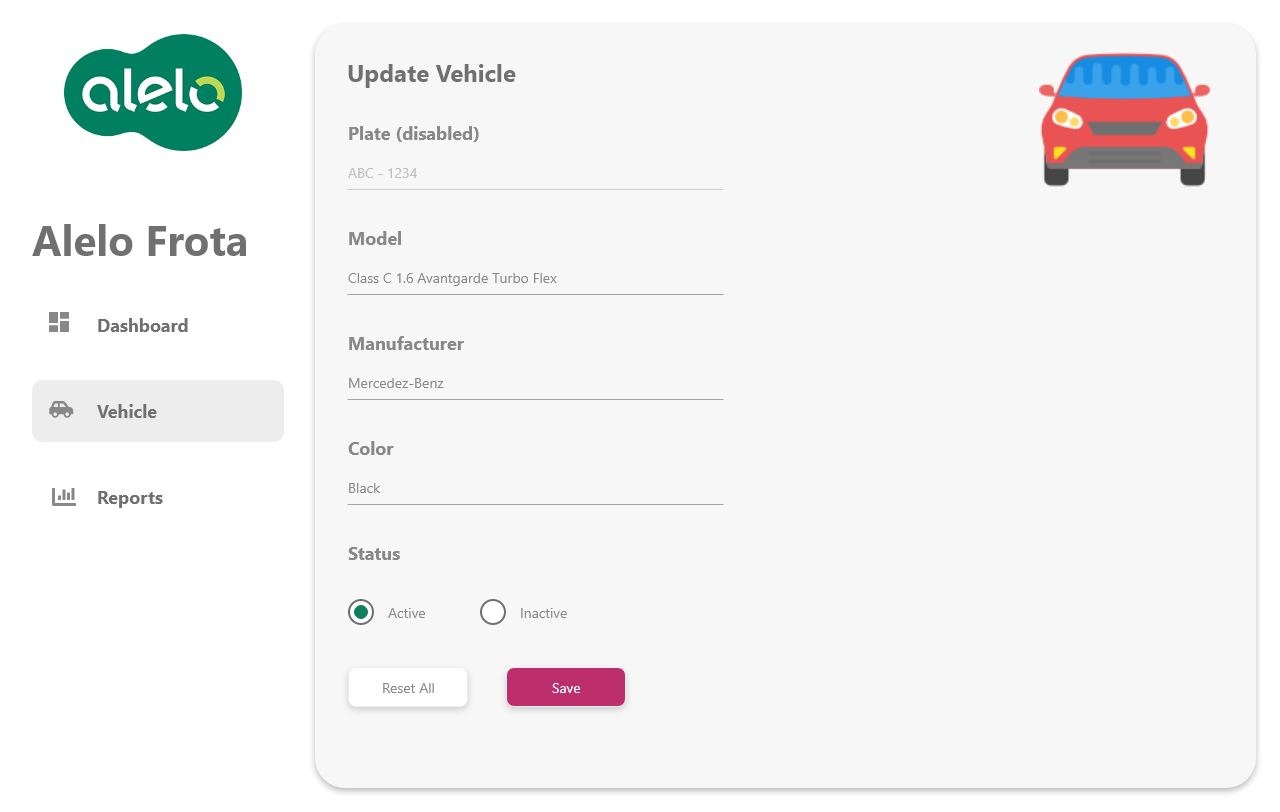 alelo
Alelo Frota
Dashboard
Vehicle
Reports
Update Vehicle
Plate (disabled)
ABC - 1234
Model
Class C 1.6 Avantgarde Turbo Flex
Manufacturer
Mercedez-Benz
Color
Black
Status
Active Inactive
Reset All Save